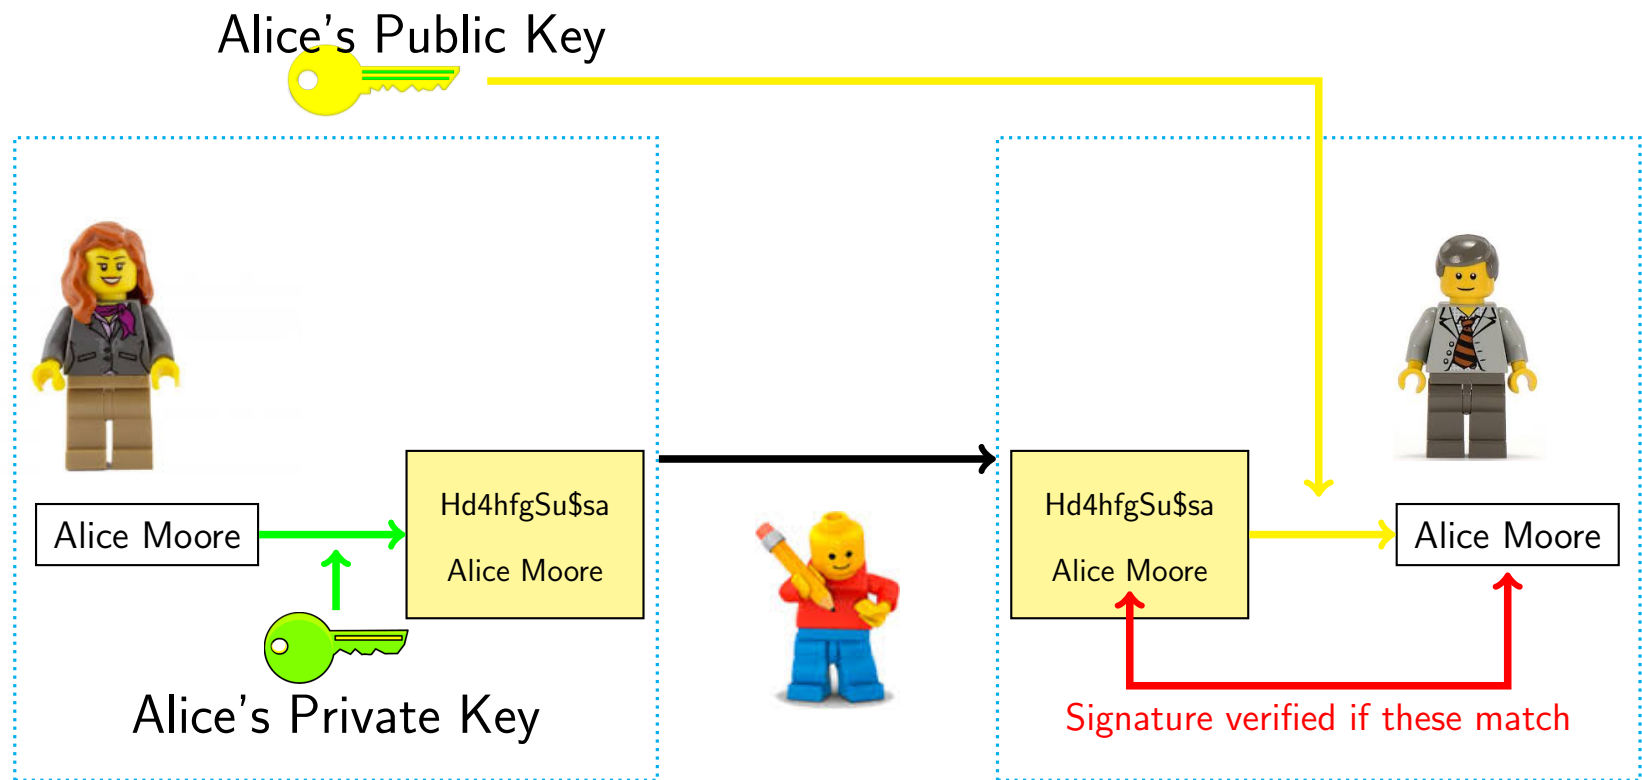 Alice's Public Key
Alice Moore
Hd4hfgSu$sa
Alice Moore
Alice's Private Key
Hd4hfgSu$sa
Alice Moore
Alice Moore
Signature verified if these match